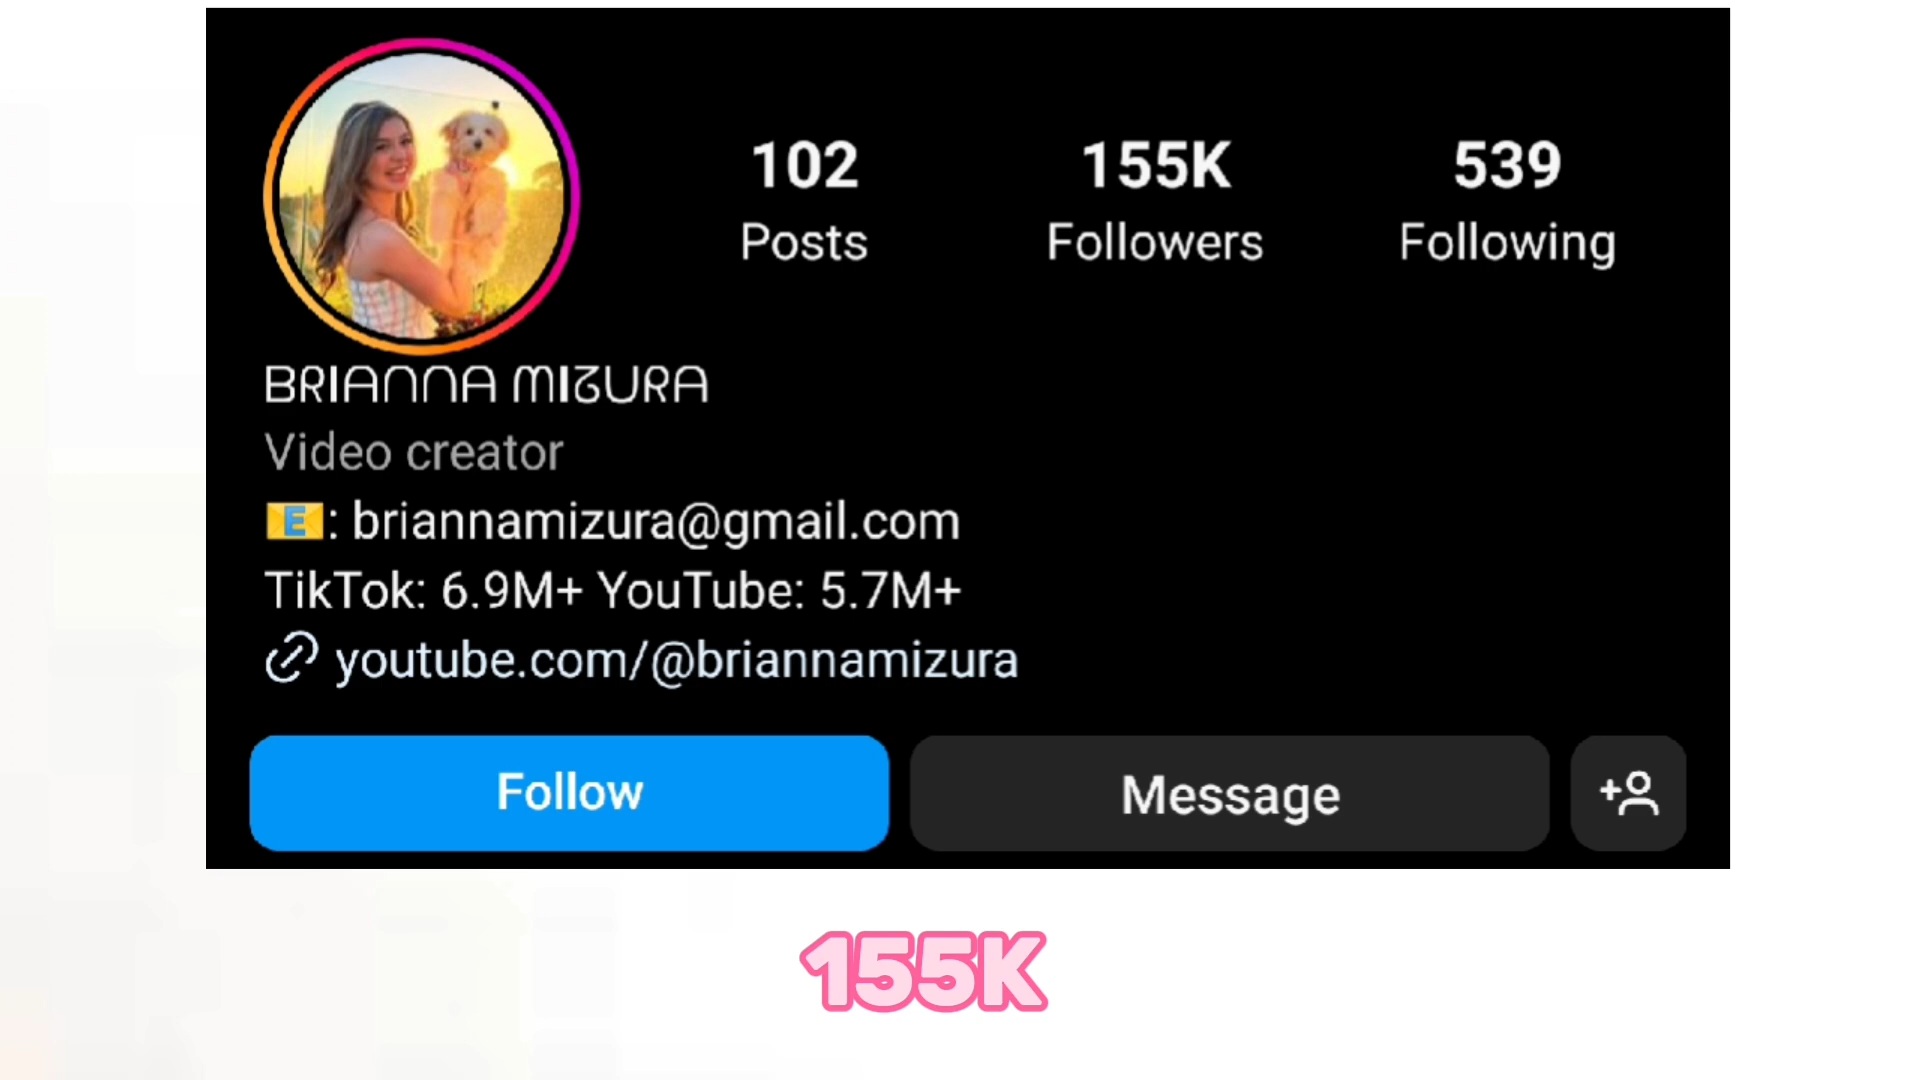 102 155K 539
Posts Followers Following
BRIANNA MIZURA
Video creator
📧: briannamizura@gmail.com
TikTok: 6.9M+ YouTube: 5.7M+
youtube.com/@briannamizura
Follow Message
155K